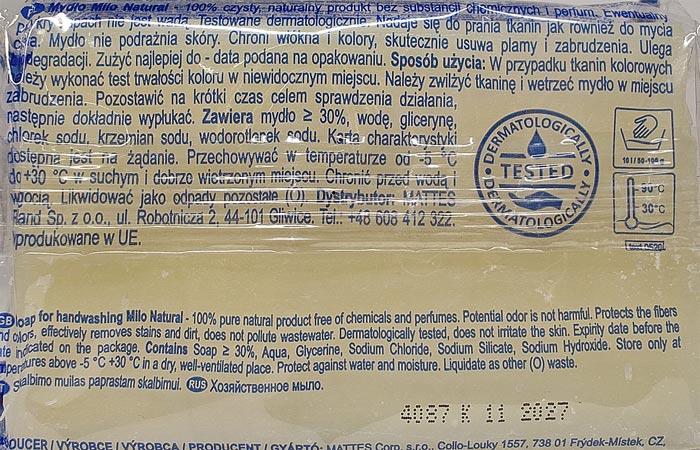 PL Mydło Milo Natural - 100% czysty, naturalny produkt bez substancji chemicznych i perfum. Ewentualny
przykry zapach nie jest wadą. Testowane dermatologicznie. Nadaje się do prania tkanin jak również do mycia
ciała. Mydło nie podrażnia skóry. Chroni włókna i kolory, skutecznie usuwa plamy i zabrudzenia. Ulega
biodegradacji. Zużyć najlepiej do - data podana na opakowaniu. Sposób użycia: W przypadku tkanin kolorowych
należy wykonać test trwałości koloru w niewidocznym miejscu. Należy zwilżyć tkaninę i wetrzeć mydło w miejscu
zabrudzenia. Pozostawić na krótki czas celem sprawdzenia działania,
następnie dokładnie wypłukać. Zawiera mydło ≥ 30%, wodę, glicerynę,
chlorek sodu, krzemian sodu, wodorotlenek sodu. Karta charakterystyki
dostępna jest na żądanie. Przechowywać w temperaturze od -5 °C
do +30 °C w suchym i dobrze wietrzonym miejscu. Chronić przed wodą i
wilgocią. Likwidować jako odpady pozostałe (O). Dystrybutor: MATTES
Rand Sp. z o.o., ul. Robotnicza 2, 44-101 Gliwice. Tel.: +48 608 412 322.
Wyprodukowane w UE.
DERMATOLOGICALLY
TESTED
DERMATOLOGICALLY
10 l / 50-100 g
90°C
30°C
GB Soap for handwashing Milo Natural - 100% pure natural product free of chemicals and perfumes. Potential odor is not harmful. Protects the fibers
and colors, effectively removes stains and dirt, does not pollute wastewater. Dermatologically tested, does not irritate the skin. Expirity date before the
date indicated on the package. Contains Soap ≥ 30%, Aqua, Glycerine, Sodium Chloride, Sodium Silicate, Sodium Hydroxide. Store only at
temperatures above -5 °C +30 °C in a dry, well-ventilated place. Protect against water and moisture. Liquidate as other (O) waste.
LT Skalbimo muilas paprastam skalbimui. RUS Хозяйственное мыло.
4087 K 11 2027
PRODUCER / VÝROBCE / VÝROBCA / PRODUCENT / GYÁRTÓ: MATTES Corp. s.r.o., Collo-Louky 1557, 738 01 Frýdek-Místek, CZ,